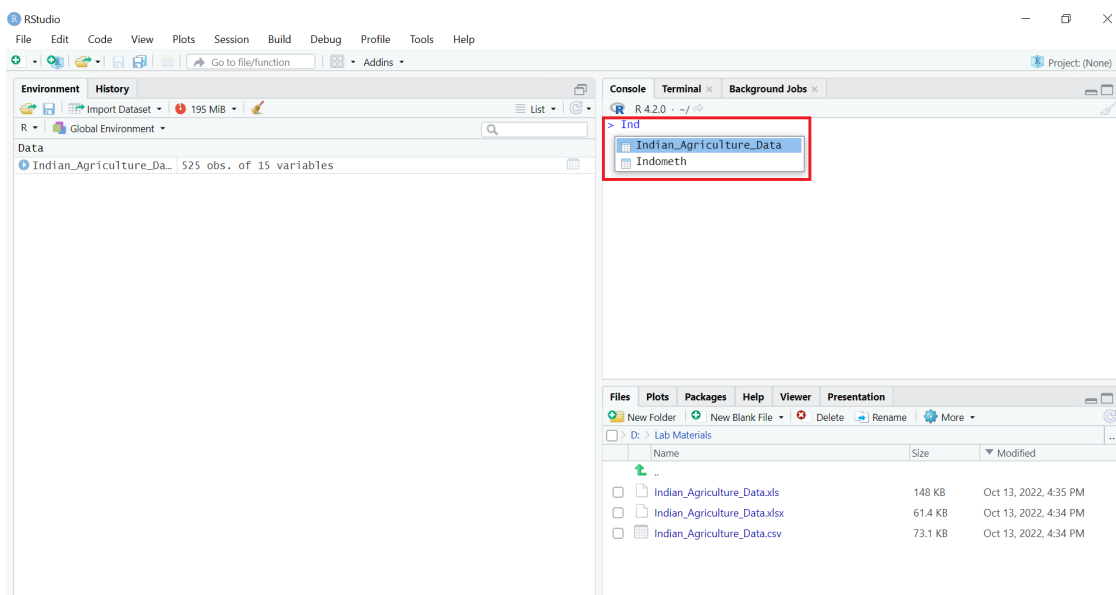 RStudio
File Edit Code View Plots Session Build Debug Profile Tools Help
Go to file/function Addins Project: (None)
Environment History
Import Dataset 195 MiB List
R Global Environment
Data
Indian_Agriculture_Da… 525 obs. of 15 variables
Console Terminal Background Jobs
R 4.2.0 · ~/
> Ind
Indian_Agriculture_Data
Indometh
Files Plots Packages Help Viewer Presentation
New Folder New Blank File Delete Rename More
D: Lab Materials ...
Name Size Modified
..
Indian_Agriculture_Data.xls 148 KB Oct 13, 2022, 4:35 PM
Indian_Agriculture_Data.xlsx 61.4 KB Oct 13, 2022, 4:34 PM
Indian_Agriculture_Data.csv 73.1 KB Oct 13, 2022, 4:34 PM